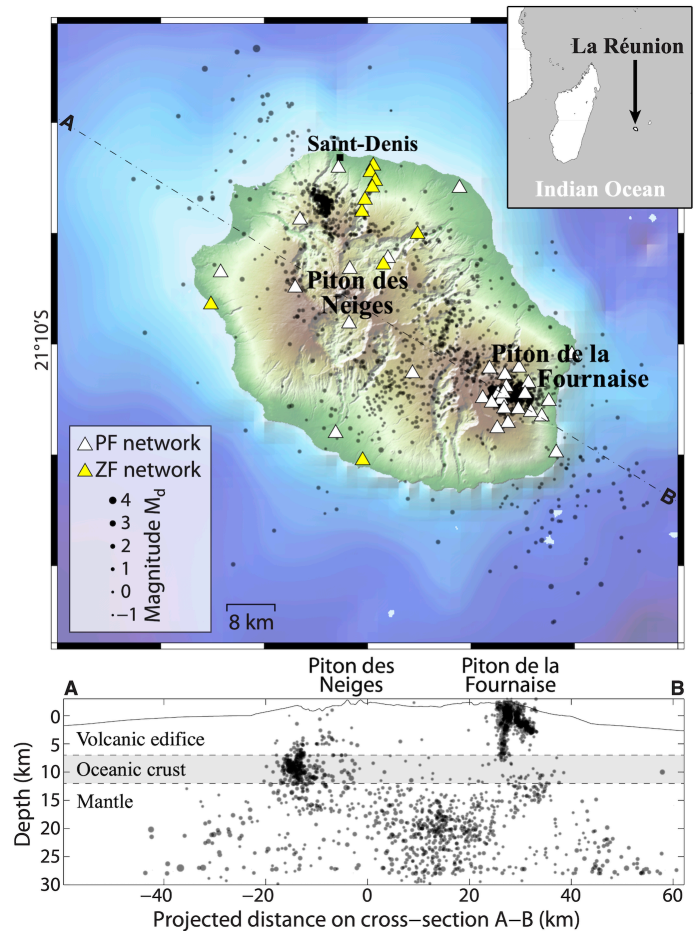 La Réunion
Indian Ocean
A
Saint-Denis
Piton des
Neiges
21°10'S
Piton de la
Fournaise
B
PF network
ZF network
4
3
2
1
0
−1
Magnitude Md
8 km
Piton des
Neiges
Piton de la
Fournaise
A
B
0
5
10
15
20
25
30
Depth (km)
Volcanic edifice
Oceanic crust
Mantle
−40
−20
0
20
40
60
Projected distance on cross−section A−B (km)